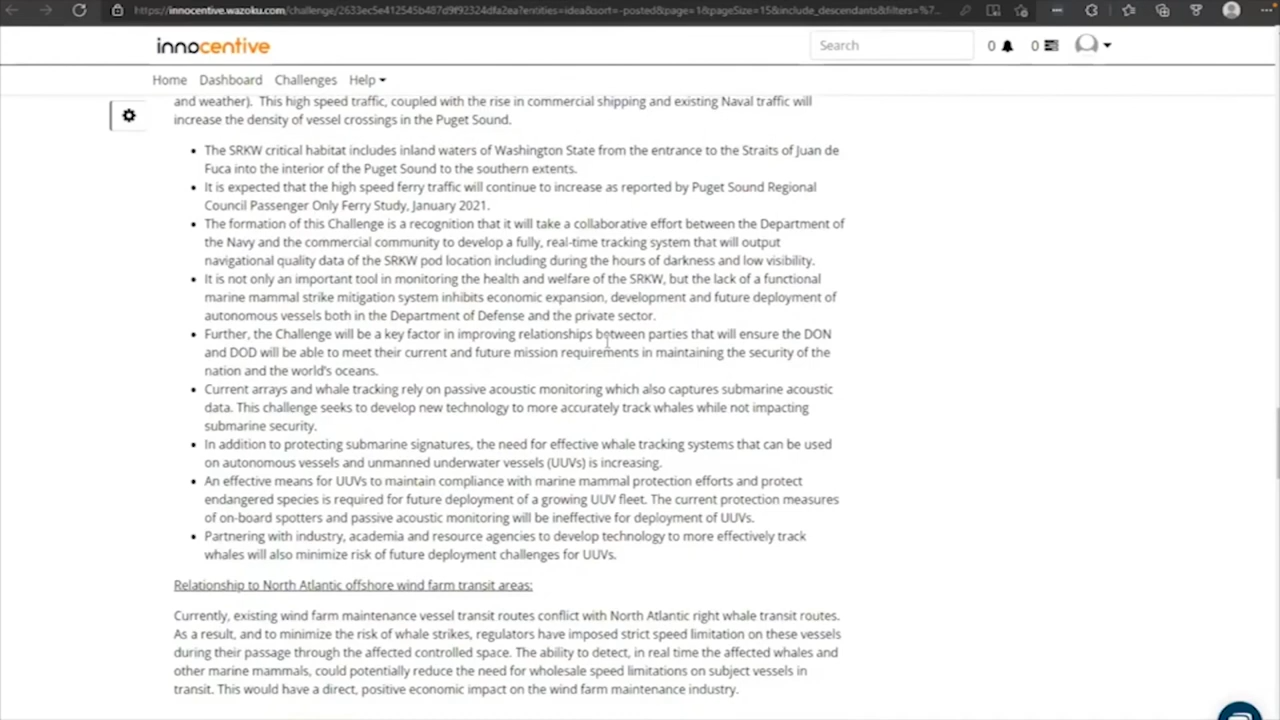 https://innocentive.wazoku.com/challenge/2633ec5e412545b487d9f92324dfa2ea?entities=idea&sort=-posted&page=1&pageSize=15&include_descendants&filters=%7...
innocentive
Search
0
0
Home Dashboard Challenges Help
and weather). This high speed traffic, coupled with the rise in commercial shipping and existing Naval traffic will
increase the density of vessel crossings in the Puget Sound.
• The SRKW critical habitat includes inland waters of Washington State from the entrance to the Straits of Juan de
Fuca into the interior of the Puget Sound to the southern extents.
• It is expected that the high speed ferry traffic will continue to increase as reported by Puget Sound Regional
Council Passenger Only Ferry Study, January 2021.
• The formation of this Challenge is a recognition that it will take a collaborative effort between the Department of
the Navy and the commercial community to develop a fully, real-time tracking system that will output
navigational quality data of the SRKW pod location including during the hours of darkness and low visibility.
• It is not only an important tool in monitoring the health and welfare of the SRKW, but the lack of a functional
marine mammal strike mitigation system inhibits economic expansion, development and future deployment of
autonomous vessels both in the Department of Defense and the private sector.
• Further, the Challenge will be a key factor in improving relationships between parties that will ensure the DON
and DOD will be able to meet their current and future mission requirements in maintaining the security of the
nation and the world's oceans.
• Current arrays and whale tracking rely on passive acoustic monitoring which also captures submarine acoustic
data. This challenge seeks to develop new technology to more accurately track whales while not impacting
submarine security.
• In addition to protecting submarine signatures, the need for effective whale tracking systems that can be used
on autonomous vessels and unmanned underwater vessels (UUVs) is increasing.
• An effective means for UUVs to maintain compliance with marine mammal protection efforts and protect
endangered species is required for future deployment of a growing UUV fleet. The current protection measures
of on-board spotters and passive acoustic monitoring will be ineffective for deployment of UUVs.
• Partnering with industry, academia and resource agencies to develop technology to more effectively track
whales will also minimize risk of future deployment challenges for UUVs.
Relationship to North Atlantic offshore wind farm transit areas:
Currently, existing wind farm maintenance vessel transit routes conflict with North Atlantic right whale transit routes.
As a result, and to minimize the risk of whale strikes, regulators have imposed strict speed limitation on these vessels
during their passage through the affected controlled space. The ability to detect, in real time the affected whales and
other marine mammals, could potentially reduce the need for wholesale speed limitations on subject vessels in
transit. This would have a direct, positive economic impact on the wind farm maintenance industry.